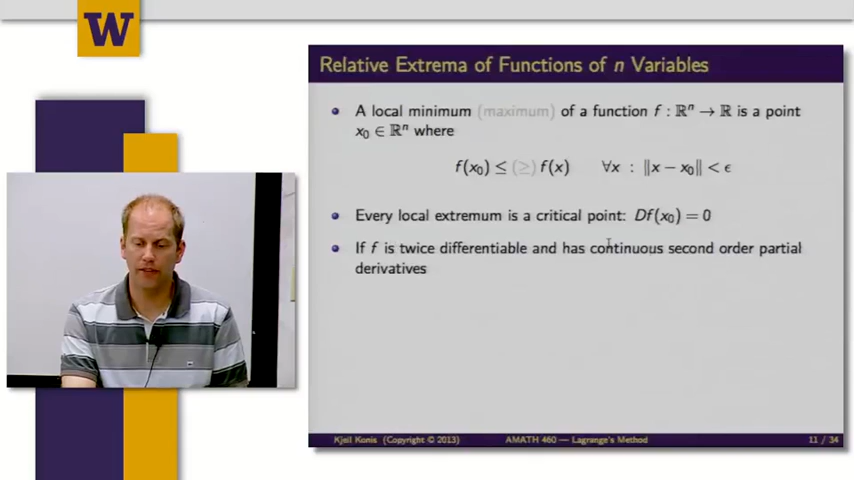 W
Relative Extrema of Functions of n Variables
A local minimum (maximum) of a function f : ℝⁿ → ℝ is a point
x₀ ∈ ℝⁿ where
f(x₀) ≤ (≥) f(x) ∀x : ‖x − x₀‖ < ϵ
Every local extremum is a critical point: Df(x₀) = 0
If f is twice differentiable and has continuous second order partial
derivatives
Kjell Konis (Copyright © 2013) AMATH 460 — Lagrange's Method 11 / 34